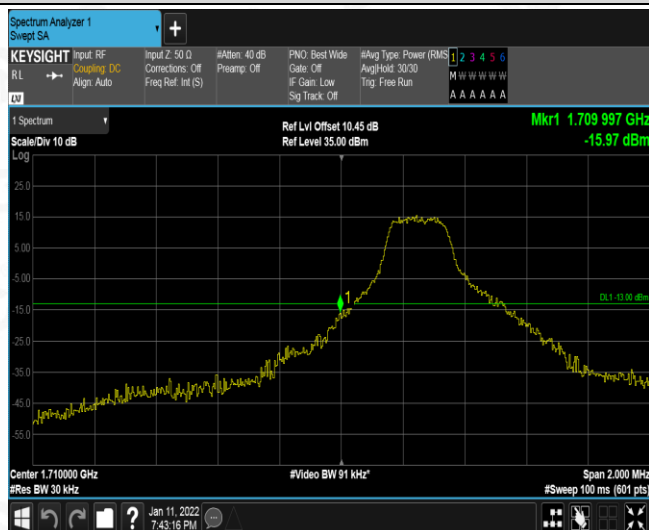 Spectrum Analyzer 1
Swept SA
+
KEYSIGHT
RL
LXI
Input: RF
Coupling: DC
Align: Auto
Input Z: 50 Ω
Corrections: Off
Freq Ref: Int (S)
#Atten: 40 dB
Preamp: Off
PNO: Best Wide
Gate: Off
IF Gain: Low
Sig Track: Off
#Avg Type: Power (RMS
Avg|Hold: 30/30
Trig: Free Run
1 2 3 4 5 6
M W W W W W
A A A A A A
1 Spectrum
Scale/Div 10 dB
Log
Ref Lvl Offset 10.45 dB
Ref Level 35.00 dBm
Mkr1 1.709 997 GHz
-15.97 dBm
25.0
15.0
5.00
-5.00
-15.0
-25.0
-35.0
-45.0
-55.0
1
DL1 -13.00 dBm
Center 1.710000 GHz
#Res BW 30 kHz
#Video BW 91 kHz*
Span 2.000 MHz
#Sweep 100 ms (601 pts)
?
Jan 11, 2022
7:43:16 PM